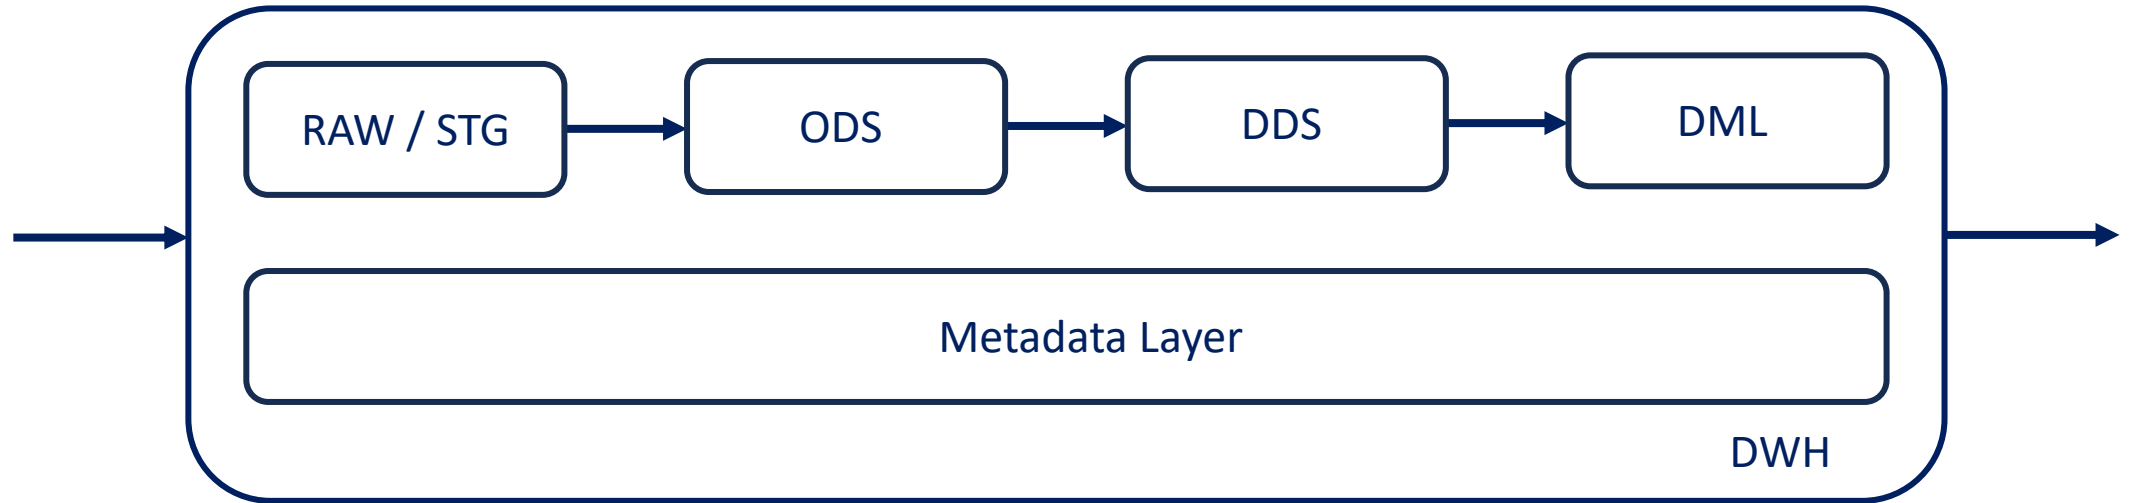 RAW / STG
ODS
DDS
DML
Metadata Layer
DWH